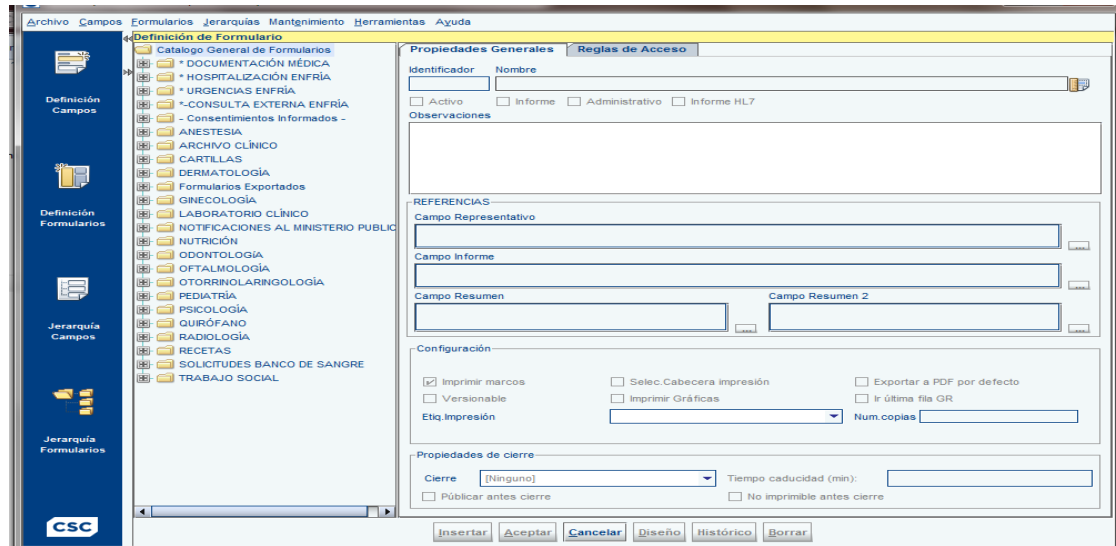 Archivo Campos Formularios Jerarquías Mantenimiento Herramientas Ayuda
Definición de Formulario
Definición
Campos
Definición
Formularios
Jerarquía
Campos
Jerarquía
Formularios
CSC
Catalogo General de Formularios
* DOCUMENTACIÓN MÉDICA
* HOSPITALIZACIÓN ENFRÍA
* URGENCIAS ENFRÍA
*-CONSULTA EXTERNA ENFRÍA
- Consentimientos Informados -
ANESTESIA
ARCHIVO CLÍNICO
CARTILLAS
DERMATOLOGÍA
Formularios Exportados
GINECOLOGÍA
LABORATORIO CLÍNICO
NOTIFICACIONES AL MINISTERIO PUBLIC
NUTRICIÓN
ODONTOLOGÍA
OFTALMOLOGÍA
OTORRINOLARINGOLOGÍA
PEDIATRÍA
PSICOLOGÍA
QUIRÓFANO
RADIOLOGÍA
RECETAS
SOLICITUDES BANCO DE SANGRE
TRABAJO SOCIAL
Propiedades Generales Reglas de Acceso
Identificador Nombre
Activo Informe Administrativo Informe HL7
Observaciones
REFERENCIAS
Campo Representativo
...
Campo Informe
...
Campo Resumen Campo Resumen 2
... ...
Configuración
Imprimir marcos Selec.Cabecera impresión Exportar a PDF por defecto
Versionable Imprimir Gráficas Ir última fila GR
Etiq.Impresión Num.copias
Propiedades de cierre
Cierre [Ninguno] Tiempo caducidad (min):
Públicar antes cierre No imprimible antes cierre
Insertar Aceptar Cancelar Diseño Histórico Borrar